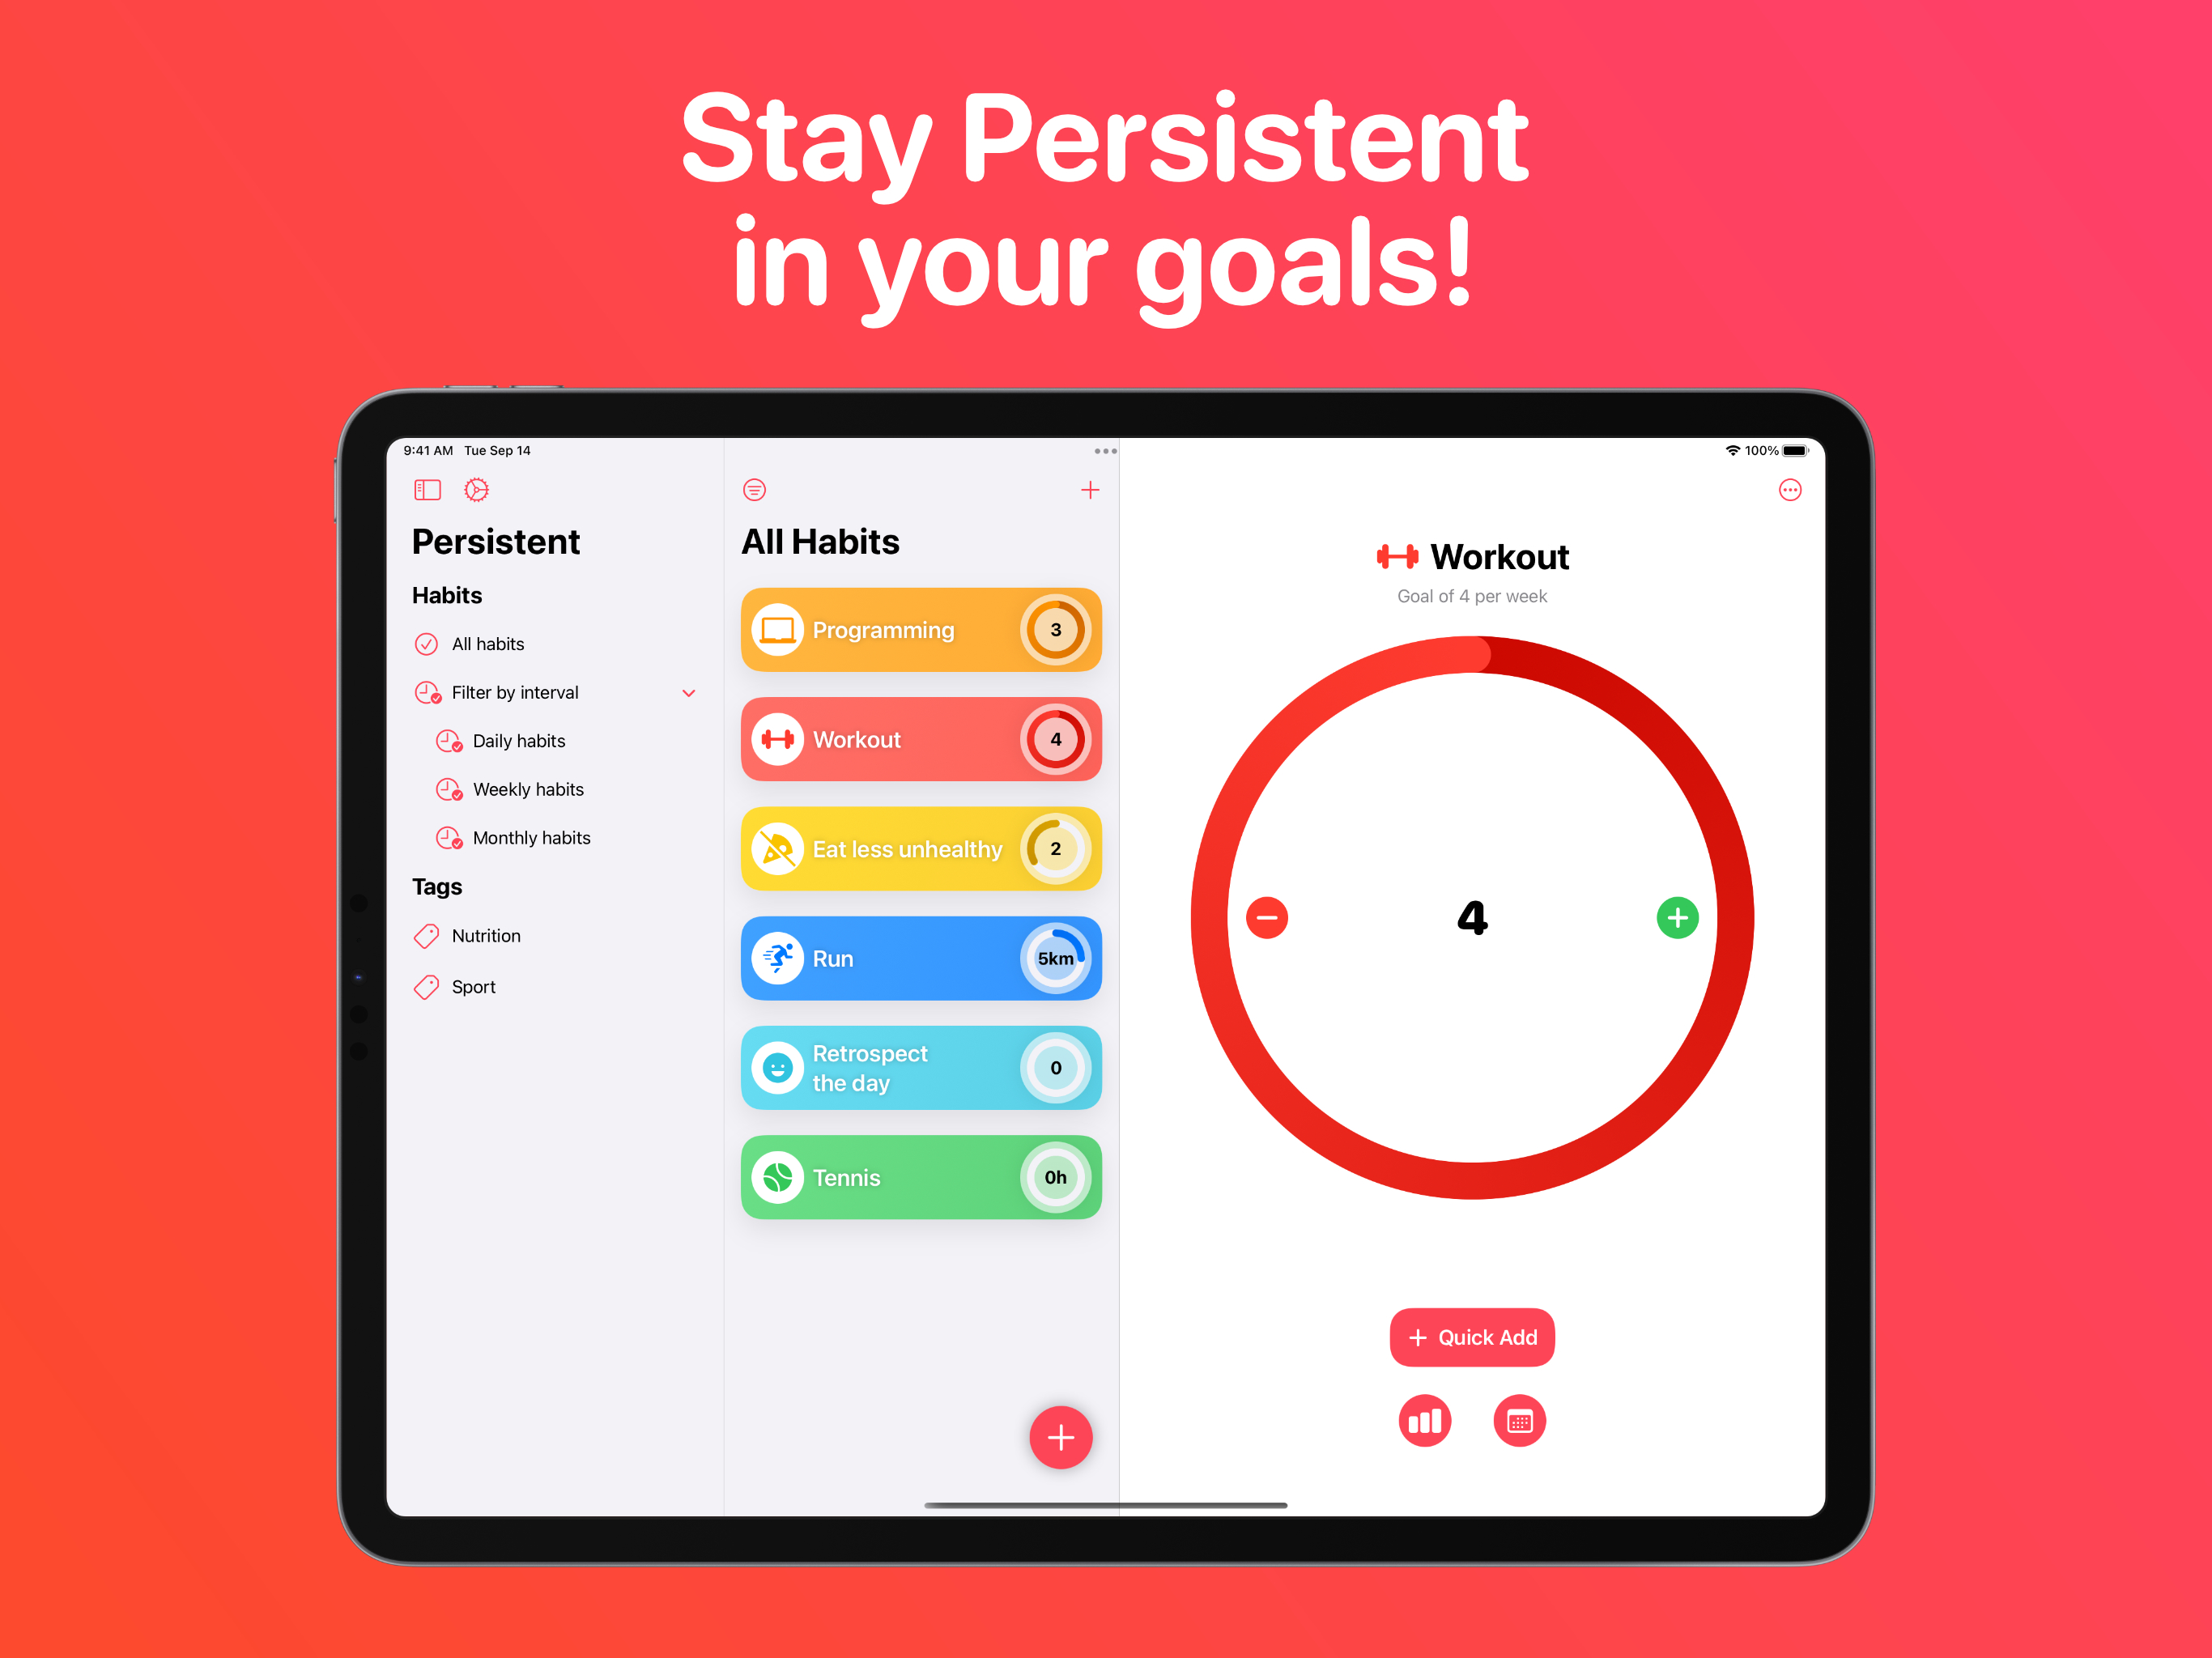 Stay Persistent
in your goals!
9:41 AM Tue Sep 14
100%
Persistent
Habits
All habits
Filter by interval
Daily habits
Weekly habits
Monthly habits
Tags
Nutrition
Sport
All Habits
Programming
3
Workout
4
Eat less unhealthy
2
Run
5km
Retrospect
the day
0
Tennis
0h
Workout
Goal of 4 per week
4
Quick Add